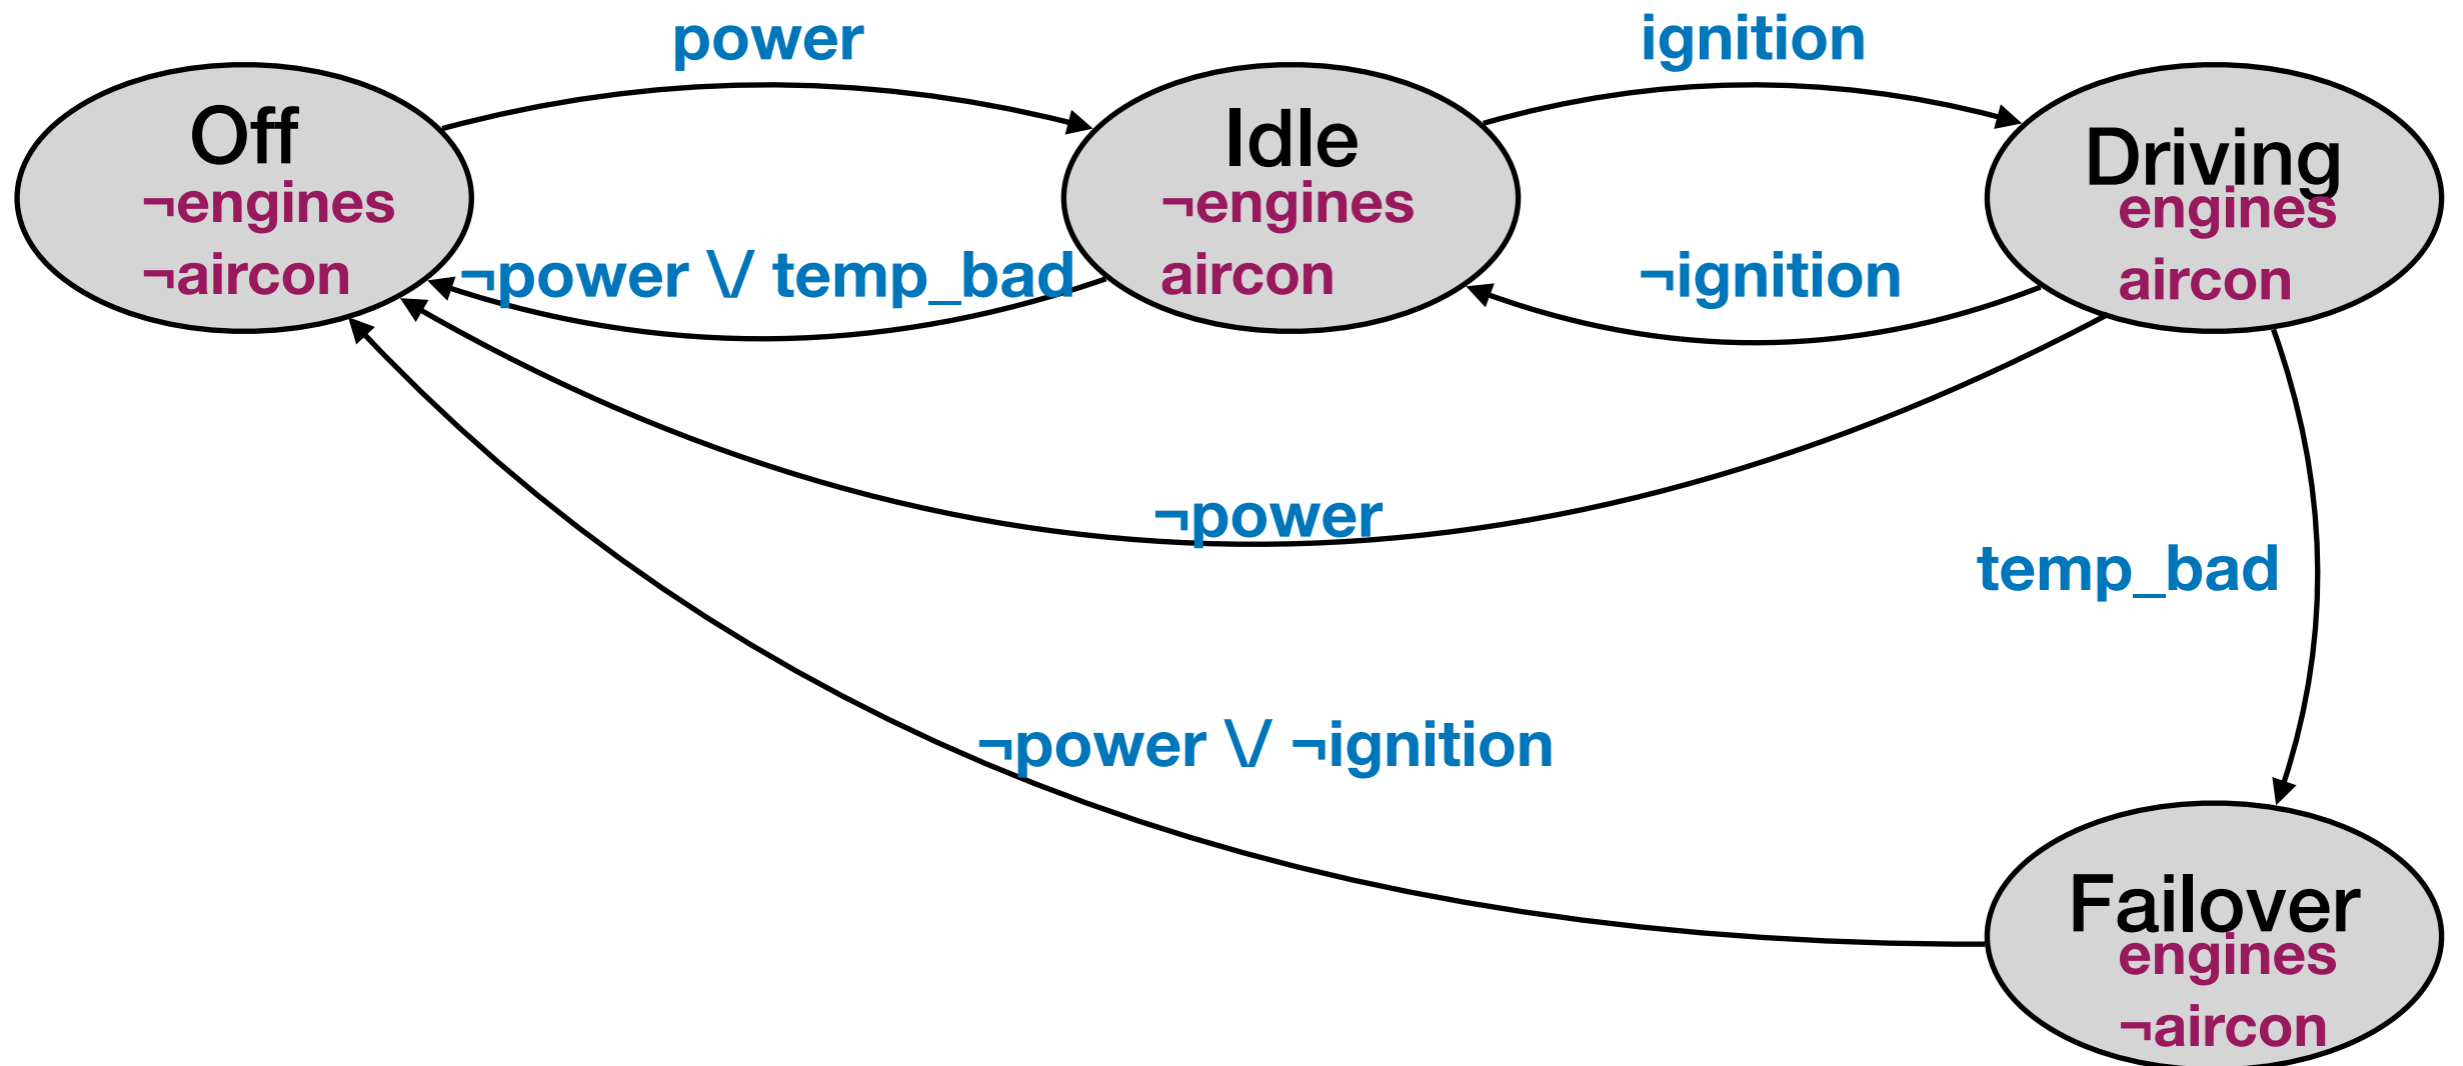 power
ignition
Off
¬engines
¬aircon
Idle
¬engines
aircon
Driving
engines
aircon
¬power \/ temp_bad
¬ignition
¬power
temp_bad
¬power \/ ¬ignition
Failover
engines
¬aircon